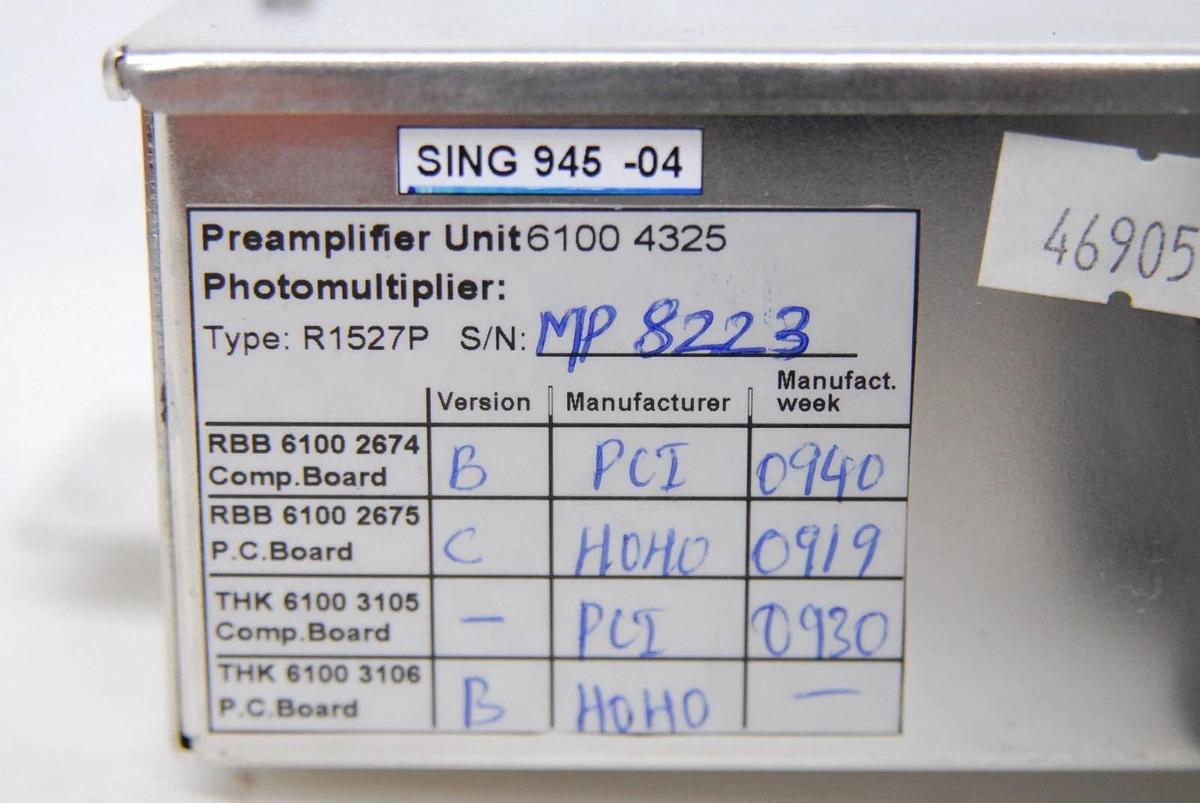 SING 945 -04
46905
Preamplifier Unit 6100 4325
Photomultiplier:
Type: R1527P S/N: MP 8223
Version Manufacturer Manufact. week
RBB 6100 2674 Comp.Board B PCI 0940
RBB 6100 2675 P.C.Board C HOHO 0919
THK 6100 3105 Comp.Board — PCI 0930
THK 6100 3106 P.C.Board B HOHO —